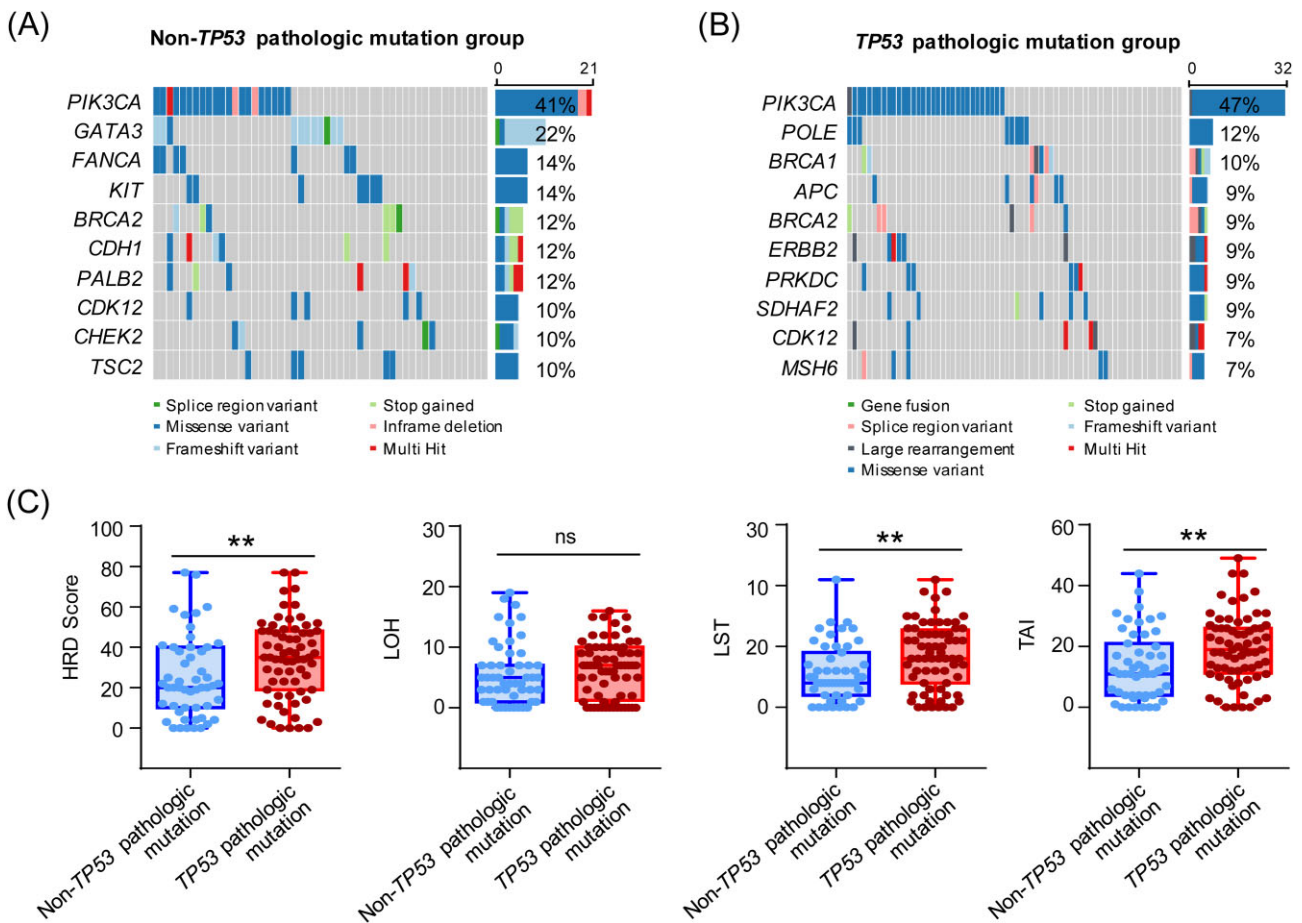 (A)
Non-TP53 pathologic mutation group
0 21
PIK3CA 41%
GATA3 22%
FANCA 14%
KIT 14%
BRCA2 12%
CDH1 12%
PALB2 12%
CDK12 10%
CHEK2 10%
TSC2 10%
Splice region variant
Missense variant
Frameshift variant
Stop gained
Inframe deletion
Multi Hit
(B)
TP53 pathologic mutation group
0 32
PIK3CA 47%
POLE 12%
BRCA1 10%
APC 9%
BRCA2 9%
ERBB2 9%
PRKDC 9%
SDHAF2 9%
CDK12 7%
MSH6 7%
Gene fusion
Splice region variant
Large rearrangement
Missense variant
Stop gained
Frameshift variant
Multi Hit
(C)
HRD Score
100
80
60
40
20
0
**
Non-TP53 pathologic
mutation
TP53 pathologic
mutation
LOH
30
20
10
0
ns
Non-TP53 pathologic
mutation
TP53 pathologic
mutation
LST
30
10
20
0
**
Non-TP53 pathologic
mutation
TP53 pathologic
mutation
TAI
60
40
20
0
**
Non-TP53 pathologic
mutation
TP53 pathologic
mutation